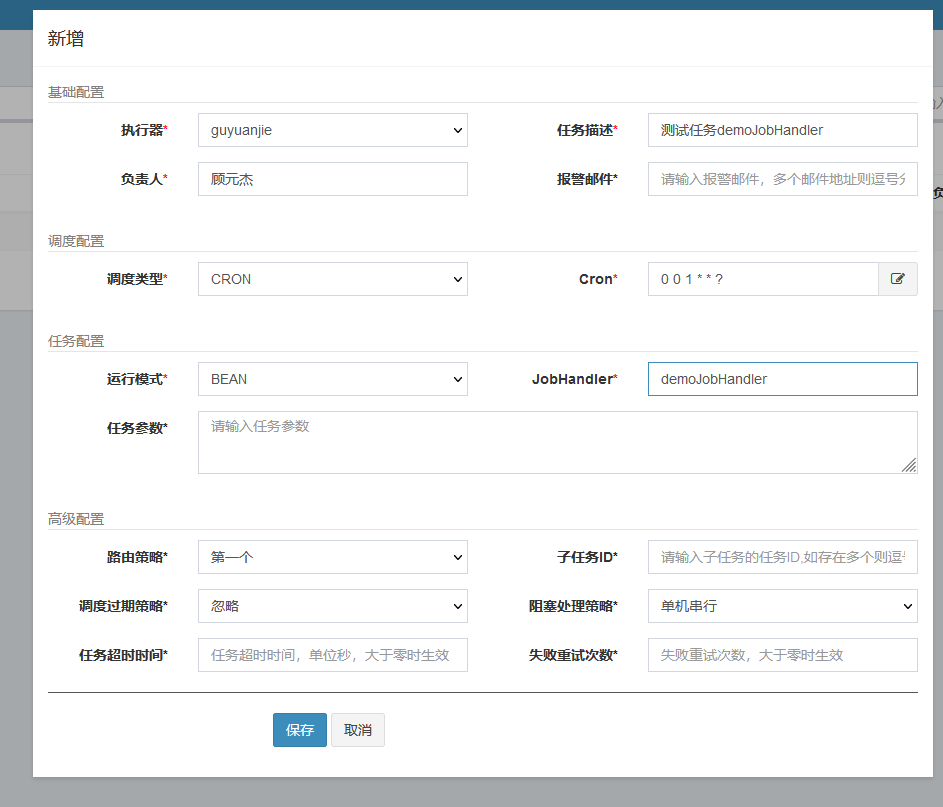 新增
基础配置
执行器* guyuanjie 任务描述* 测试任务demoJobHandler
负责人* 顾元杰 报警邮件* 请输入报警邮件，多个邮件地址则逗号
调度配置
调度类型* CRON Cron* 0 0 1 * * ?
任务配置
运行模式* BEAN JobHandler* demoJobHandler
任务参数* 请输入任务参数
高级配置
路由策略* 第一个 子任务ID* 请输入子任务的任务ID,如存在多个则逗
调度过期策略* 忽略 阻塞处理策略* 单机串行
任务超时时间* 任务超时时间，单位秒，大于零时生效 失败重试次数* 失败重试次数，大于零时生效
保存 取消